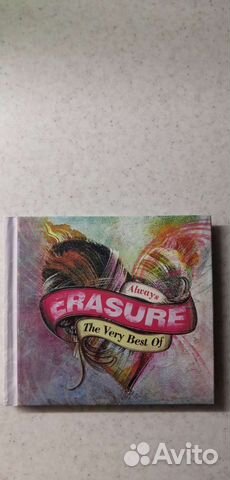 Always
ERASURE
The Very Best Of
Avito